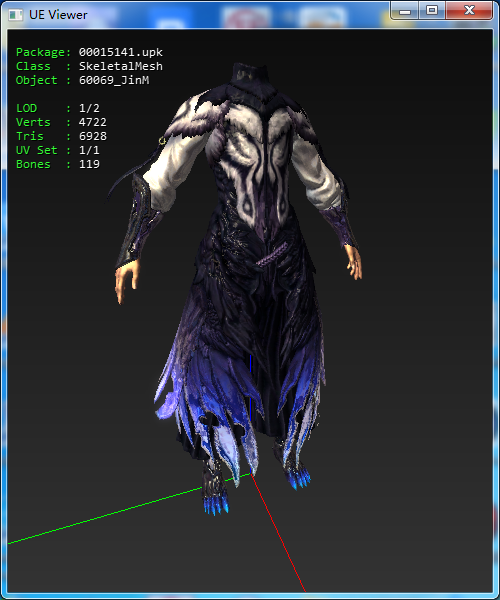 UE Viewer
Package: 00015141.upk
Class : SkeletalMesh
Object : 60069_JinM
LOD : 1/2
Verts : 4722
Tris : 6928
UV Set : 1/1
Bones : 119